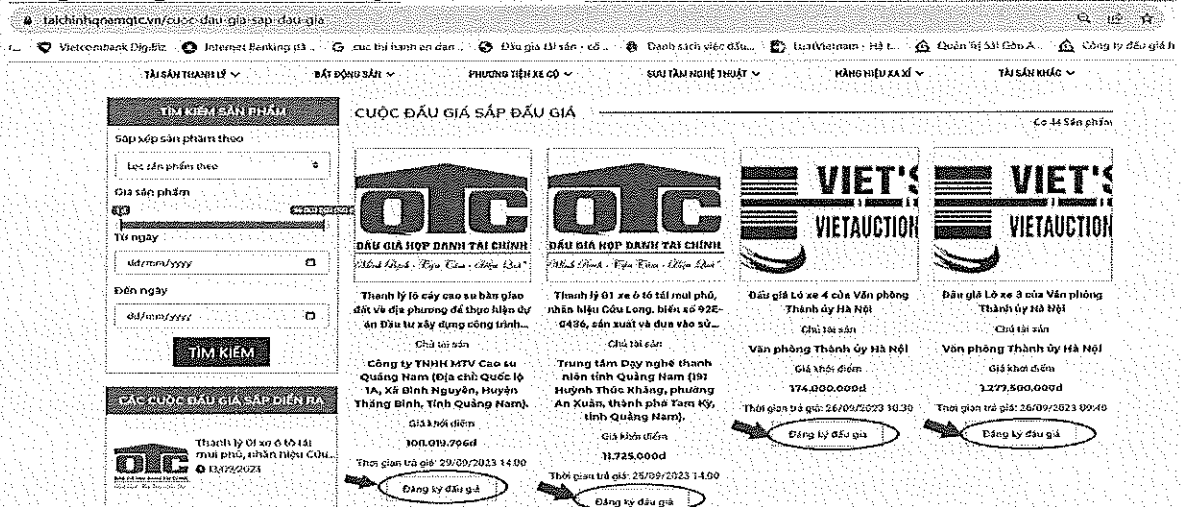 taichinhqnamqtc.vn/cuoc-dau-gia-sap-dau-gia
Vietcombank DigiBiz
Internet Banking
Đấu giá tài sản - cổ...
Danh sách việc đấu...
LuatVietnam - Hệ t...
Quản Trị Sài Gòn A...
Công ty đấu giá h
TÀI SẢN THANH LÝ
BẤT ĐỘNG SẢN
PHƯƠNG TIỆN XE CỘ
SƯU TẦM NGHỆ THUẬT
HÀNG HIỆU XA XỈ
TÀI SẢN KHÁC
TÌM KIẾM SẢN PHẨM
Sắp xếp sản phẩm theo
Lọc sản phẩm theo
Giá sản phẩm
Từ ngày
dd/mm/yyyy
Đến ngày
dd/mm/yyyy
TÌM KIẾM
CÁC CUỘC ĐẤU GIÁ SẮP DIỄN RA
Thanh lý 01 xe ô tô tải
mui phủ, nhãn hiệu Cửu...
13/09/2023
CUỘC ĐẤU GIÁ SẮP ĐẤU GIÁ
Có 44 Sản phẩm
QTC
ĐẤU GIÁ HỢP DANH TÀI CHÍNH
Thanh lý lô cây cao su bàn giao
đất về địa phương để thực hiện dự
án Đầu tư xây dựng công trình...
Chủ tài sản
Công ty TNHH MTV Cao su
Quảng Nam (Địa chỉ: Quốc lộ
1A, Xã Bình Nguyên, Huyện
Thăng Bình, Tỉnh Quảng Nam).
Giá khởi điểm
100.019.706đ
Thời gian trả giá: 29/09/2023 14:00
Đăng ký đấu giá
QTC
ĐẤU GIÁ HỢP DANH TÀI CHÍNH
Thanh lý 01 xe ô tô tải mui phủ,
nhãn hiệu Cửu Long, biển số 92E-
0436, sản xuất và đưa vào sử...
Chủ tài sản
Trung tâm Dạy nghề thanh
niên tỉnh Quảng Nam (191
Huỳnh Thúc Kháng, phường
An Xuân, thành phố Tam Kỳ,
tỉnh Quảng Nam).
Giá khởi điểm
11.725.000đ
Thời gian trả giá: 28/09/2023 14:00
Đăng ký đấu giá
VIET'S
VIETAUCTION
Đấu giá Lô xe 4 của Văn phòng
Thành ủy Hà Nội
Chủ tài sản
Văn phòng Thành ủy Hà Nội
Giá khởi điểm
174.000.000đ
Thời gian trả giá: 26/09/2023 10:30
Đăng ký đấu giá
VIET'S
VIETAUCTION
Đấu giá Lô xe 3 của Văn phòng
Thành ủy Hà Nội
Chủ tài sản
Văn phòng Thành ủy Hà Nội
Giá khởi điểm
1.277.500.000đ
Thời gian trả giá: 26/09/2023 09:40
Đăng ký đấu giá